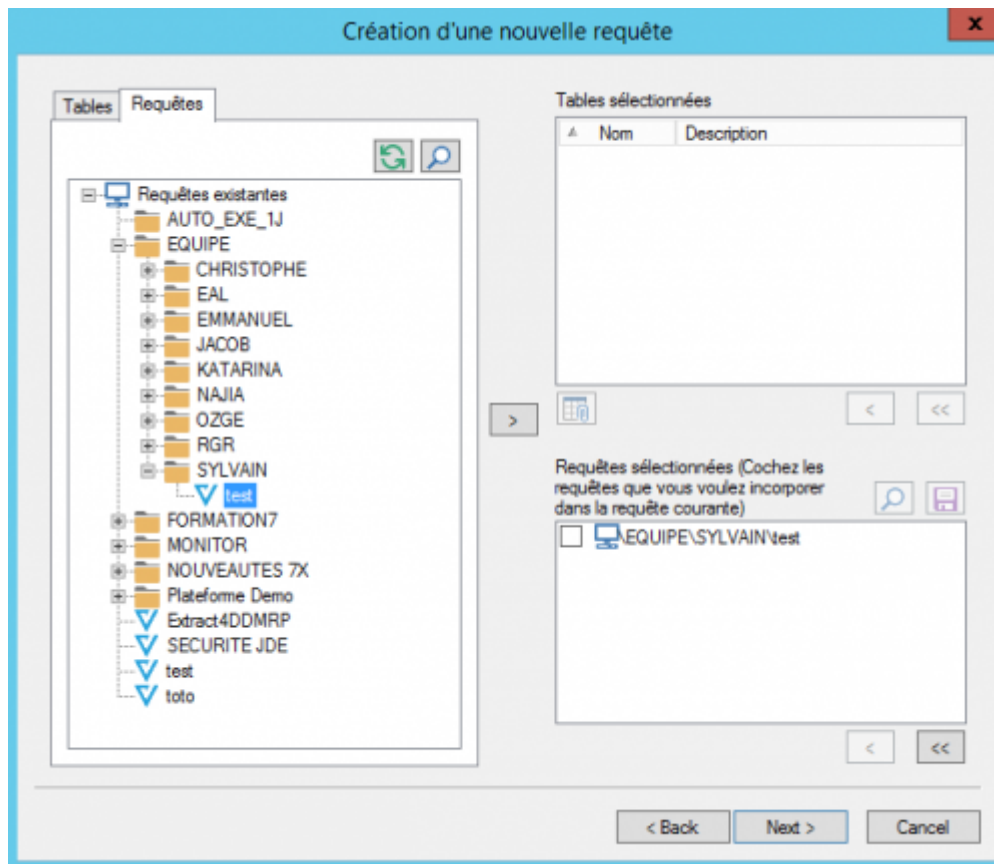 Création d'une nouvelle requête
x
Tables
Requêtes
Requêtes existantes
AUTO_EXE_1J
EQUIPE
CHRISTOPHE
EAL
EMMANUEL
JACOB
KATARINA
NAJIA
OZGE
RGR
SYLVAIN
test
FORMATION7
MONITOR
NOUVEAUTES 7X
Plateforme Demo
Extract4DDMRP
SECURITE JDE
test
toto
>
Tables sélectionnées
Nom Description
< <<
Requêtes sélectionnées (Cochez les
requêtes que vous voulez incorporer
dans la requête courante)
\EQUIPE\SYLVAIN\test
< <<
< Back Next > Cancel